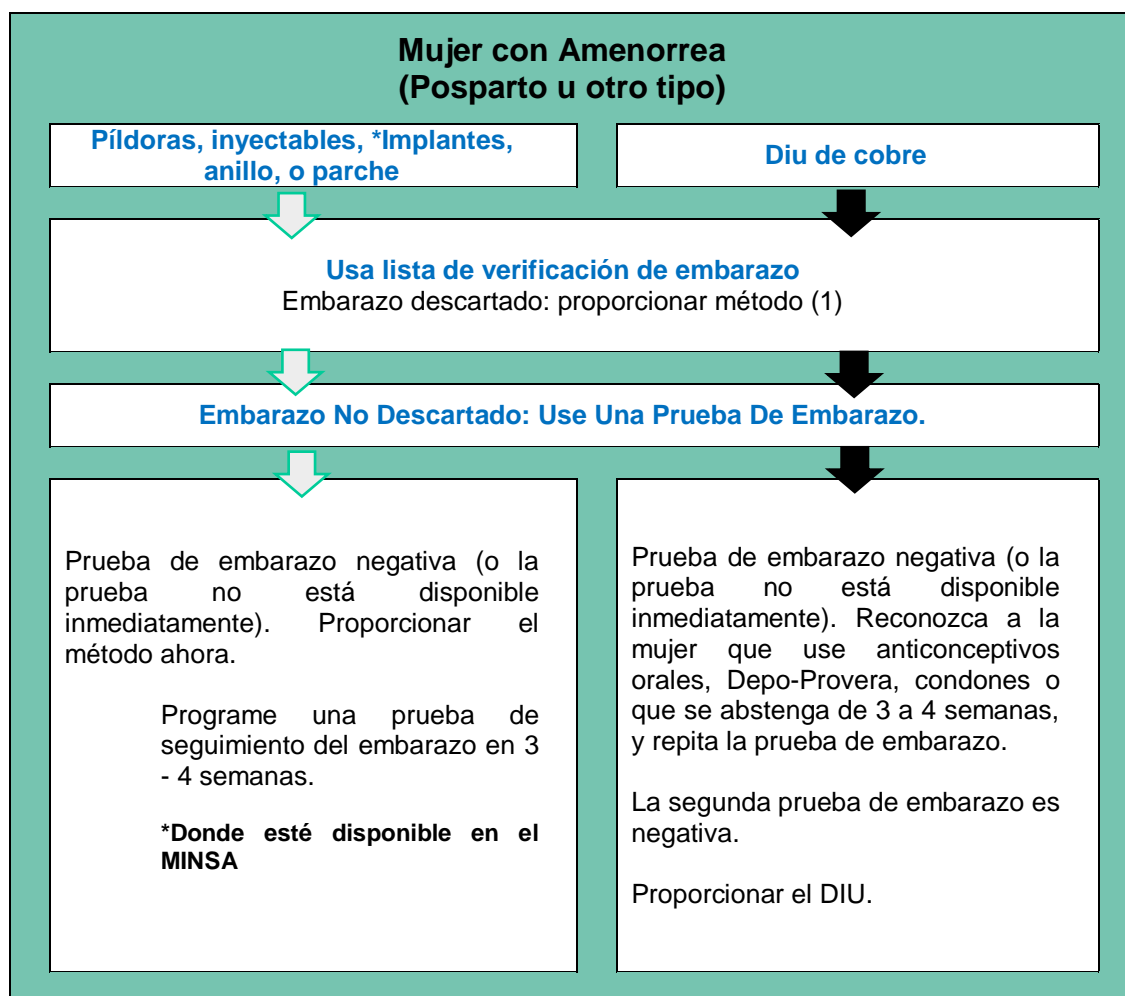 Mujer con Amenorrea
(Posparto u otro tipo)
Píldoras, inyectables, *Implantes,
anillo, o parche
Diu de cobre
Usa lista de verificación de embarazo
Embarazo descartado: proporcionar método (1)
Embarazo No Descartado: Use Una Prueba De Embarazo.
Prueba de embarazo negativa (o la
prueba no está disponible
inmediatamente). Proporcionar el
método ahora.
Programe una prueba de
seguimiento del embarazo en 3
- 4 semanas.
*Donde esté disponible en el
MINSA
Prueba de embarazo negativa (o la
prueba no está disponible
inmediatamente). Reconozca a la
mujer que use anticonceptivos
orales, Depo-Provera, condones o
que se abstenga de 3 a 4 semanas,
y repita la prueba de embarazo.
La segunda prueba de embarazo es
negativa.
Proporcionar el DIU.